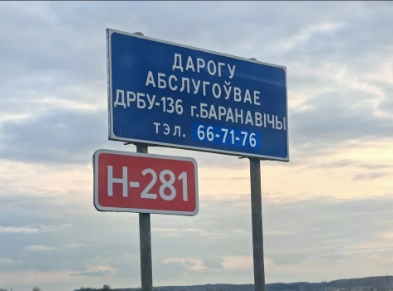 ДАРОГУ
АБСЛУГОЎВАЕ
ДРБУ-136 г.БАРАНАВІЧЫ
тэл. 66-71-76
Н-281